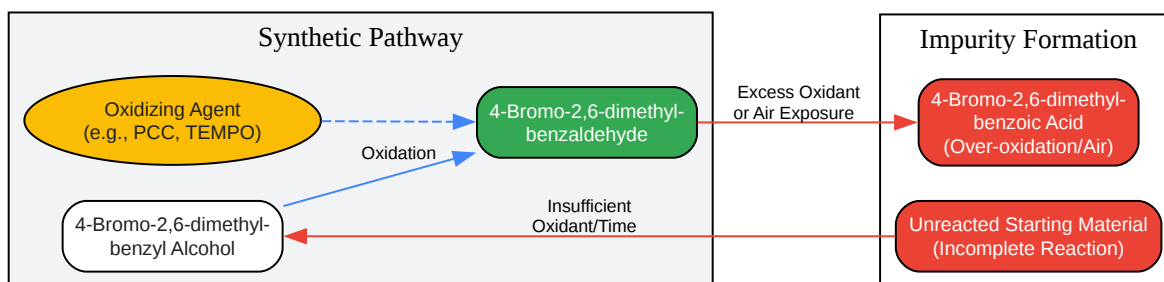 Synthetic Pathway
Oxidizing Agent
(e.g., PCC, TEMPO)
Oxidation
4-Bromo-2,6-dimethyl-
benzyl Alcohol
4-Bromo-2,6-dimethyl-
benzaldehyde
Excess Oxidant
or Air Exposure
Insufficient
Oxidant/Time
Impurity Formation
4-Bromo-2,6-dimethyl-
benzoic Acid
(Over-oxidation/Air)
Unreacted Starting Material
(Incomplete Reaction)